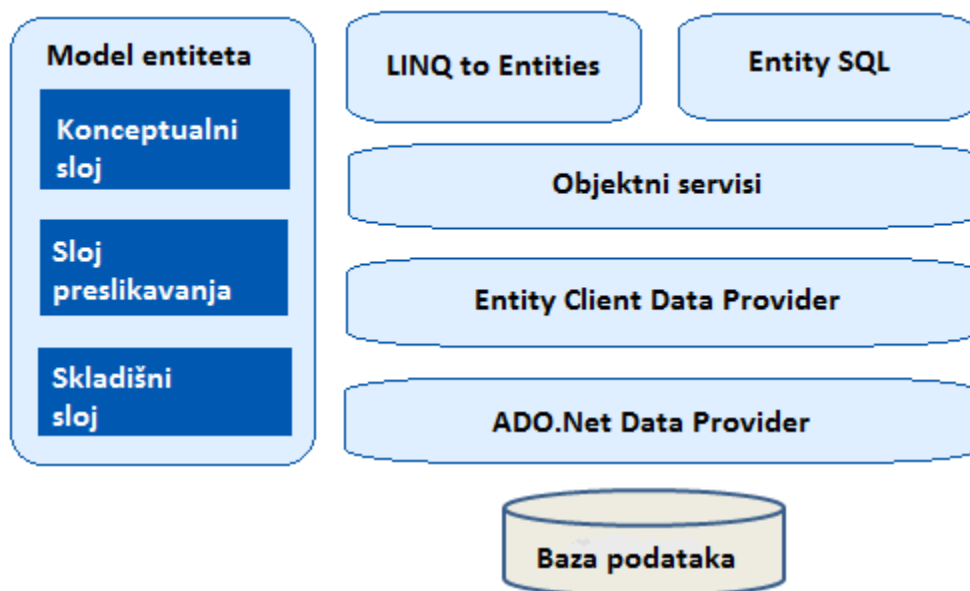 Model entiteta
Konceptualni
sloj
Sloj
preslikavanja
Skladišni
sloj
LINQ to Entities
Entity SQL
Objektni servisi
Entity Client Data Provider
ADO.Net Data Provider
Baza podataka